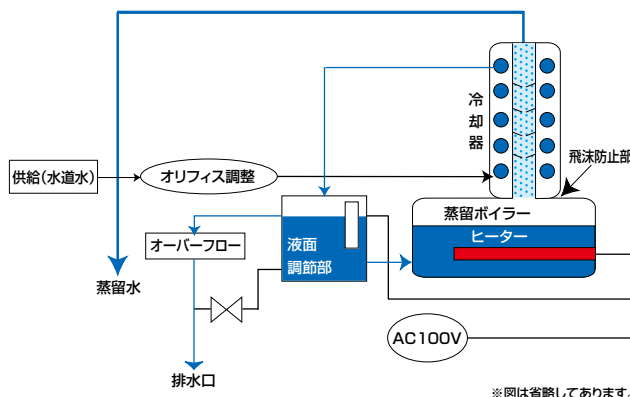 冷却器
飛沫防止部
供給(水道水)
オリフィス調整
蒸留ボイラー
ヒーター
オーバーフロー
液面
調節部
蒸留水
AC100V
排水口
※図は省略してあります。